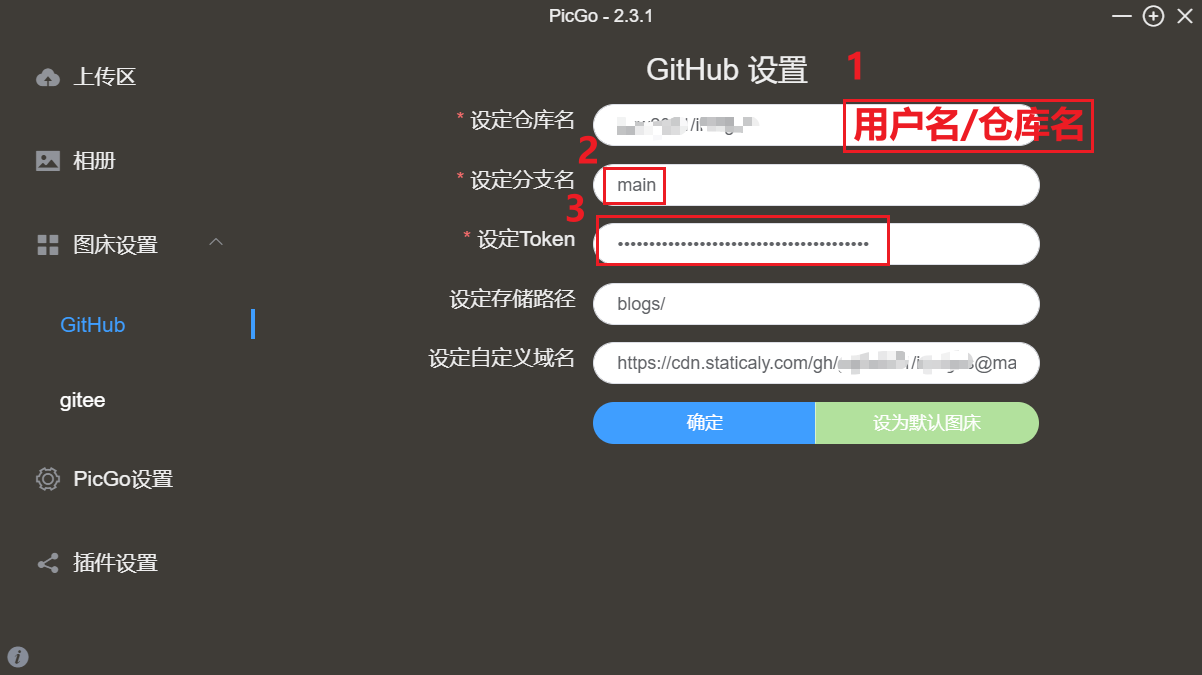 PicGo - 2.3.1
上传区
相册
图床设置
GitHub
gitee
PicGo设置
插件设置
GitHub 设置 1
* 设定仓库名
用户名/仓库名
2
* 设定分支名 main
3
* 设定Token ••••••••••••••••••••••••••••••••••••••••
设定存储路径 blogs/
设定自定义域名 https://cdn.staticaly.com/gh/ @ma
确定 设为默认图床